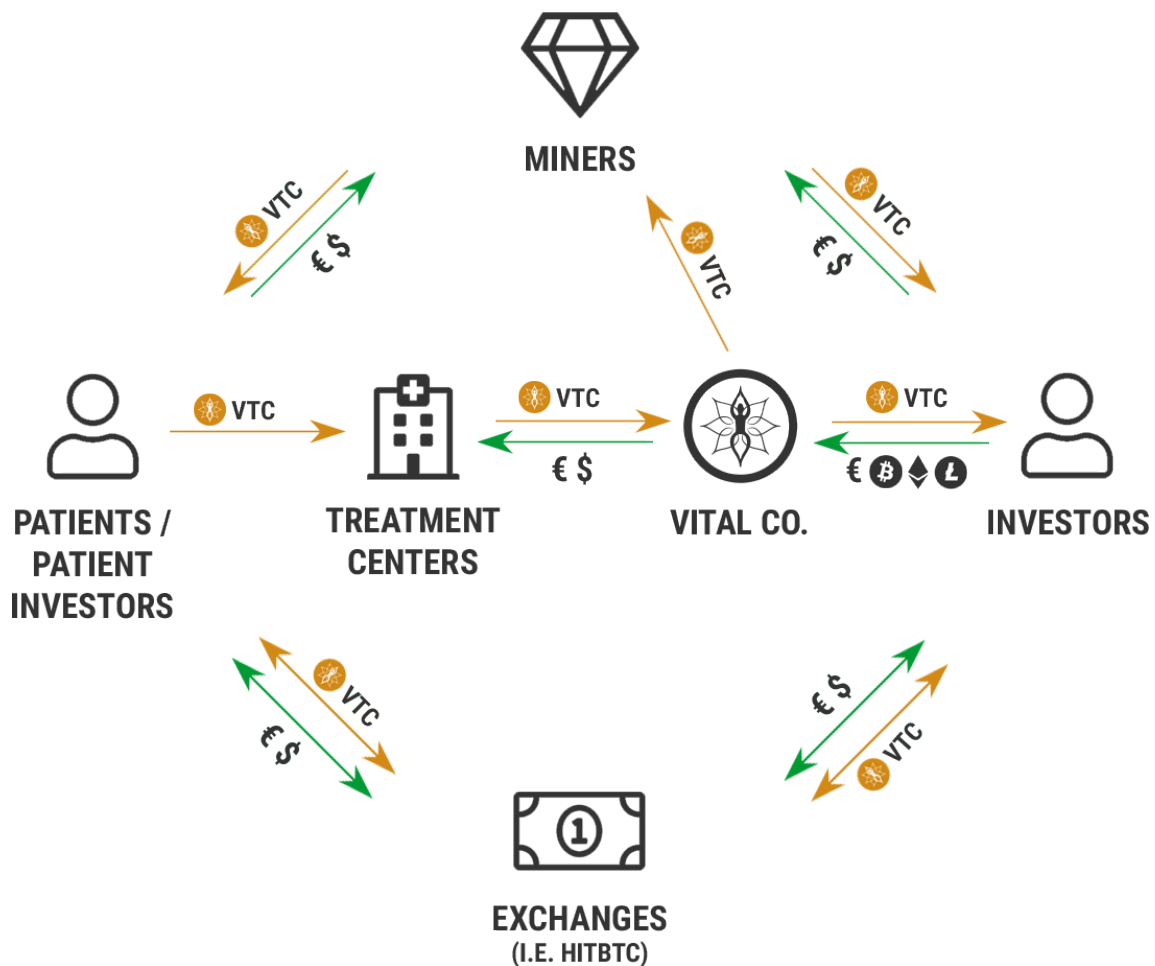 MINERS
VTC
€ $
VTC
€ $
VTC
VTC
VTC
VTC
€ $
€ ₿ Ł
PATIENTS /
PATIENT
INVESTORS
TREATMENT
CENTERS
VITAL CO.
INVESTORS
VTC
€ $
€ $
VTC
1
EXCHANGES
(I.E. HITBTC)